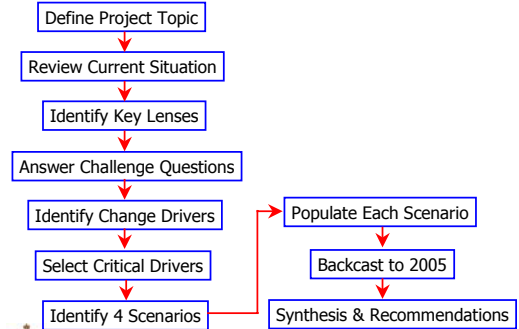 Define Project Topic
Review Current Situation
Identify Key Lenses
Answer Challenge Questions
Identify Change Drivers
Select Critical Drivers
Identify 4 Scenarios
Populate Each Scenario
Backcast to 2005
Synthesis & Recommendations